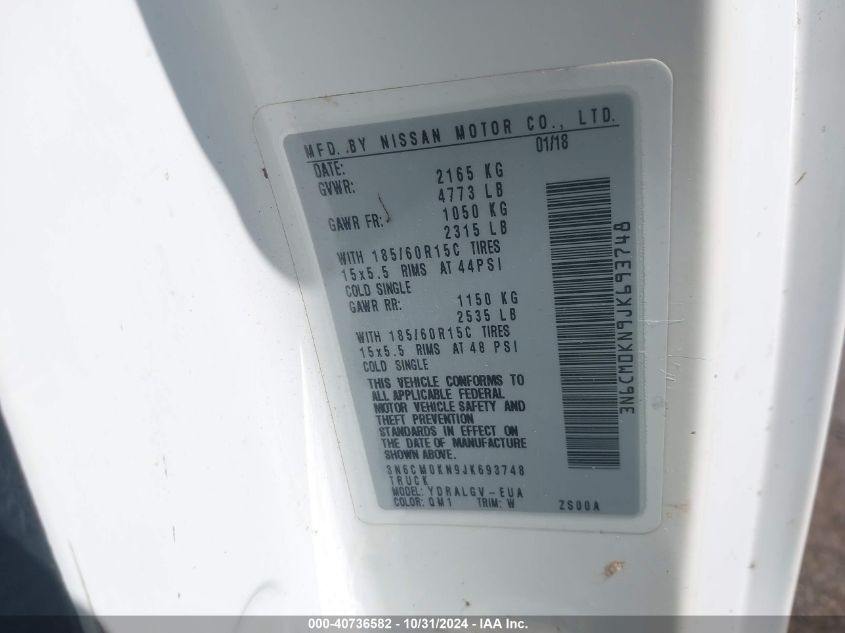 MFD. BY NISSAN MOTOR CO., LTD.
DATE: 01/18
GVWR: 2165 KG
4773 LB
GAWR FR: 1050 KG
2315 LB
WITH 185/60R15C TIRES
15x5.5 RIMS AT 44PSI
COLD SINGLE
GAWR RR: 1150 KG
2535 LB
WITH 185/60R15C TIRES
15x5.5 RIMS AT 48 PSI
COLD SINGLE
THIS VEHICLE CONFORMS TO
ALL APPLICABLE FEDERAL
MOTOR VEHICLE SAFETY AND
THEFT PREVENTION
STANDARDS IN EFFECT ON
THE DATE OF MANUFACTURE
SHOWN ABOVE.
3N6CM0KN9JK693748
TRUCK
MODEL: YDRALGV-EUA
COLOR: QM1 TRIM: W ZS00A
3N6CM0KN9JK693748
000-40736582 - 10/31/2024 - IAA Inc.